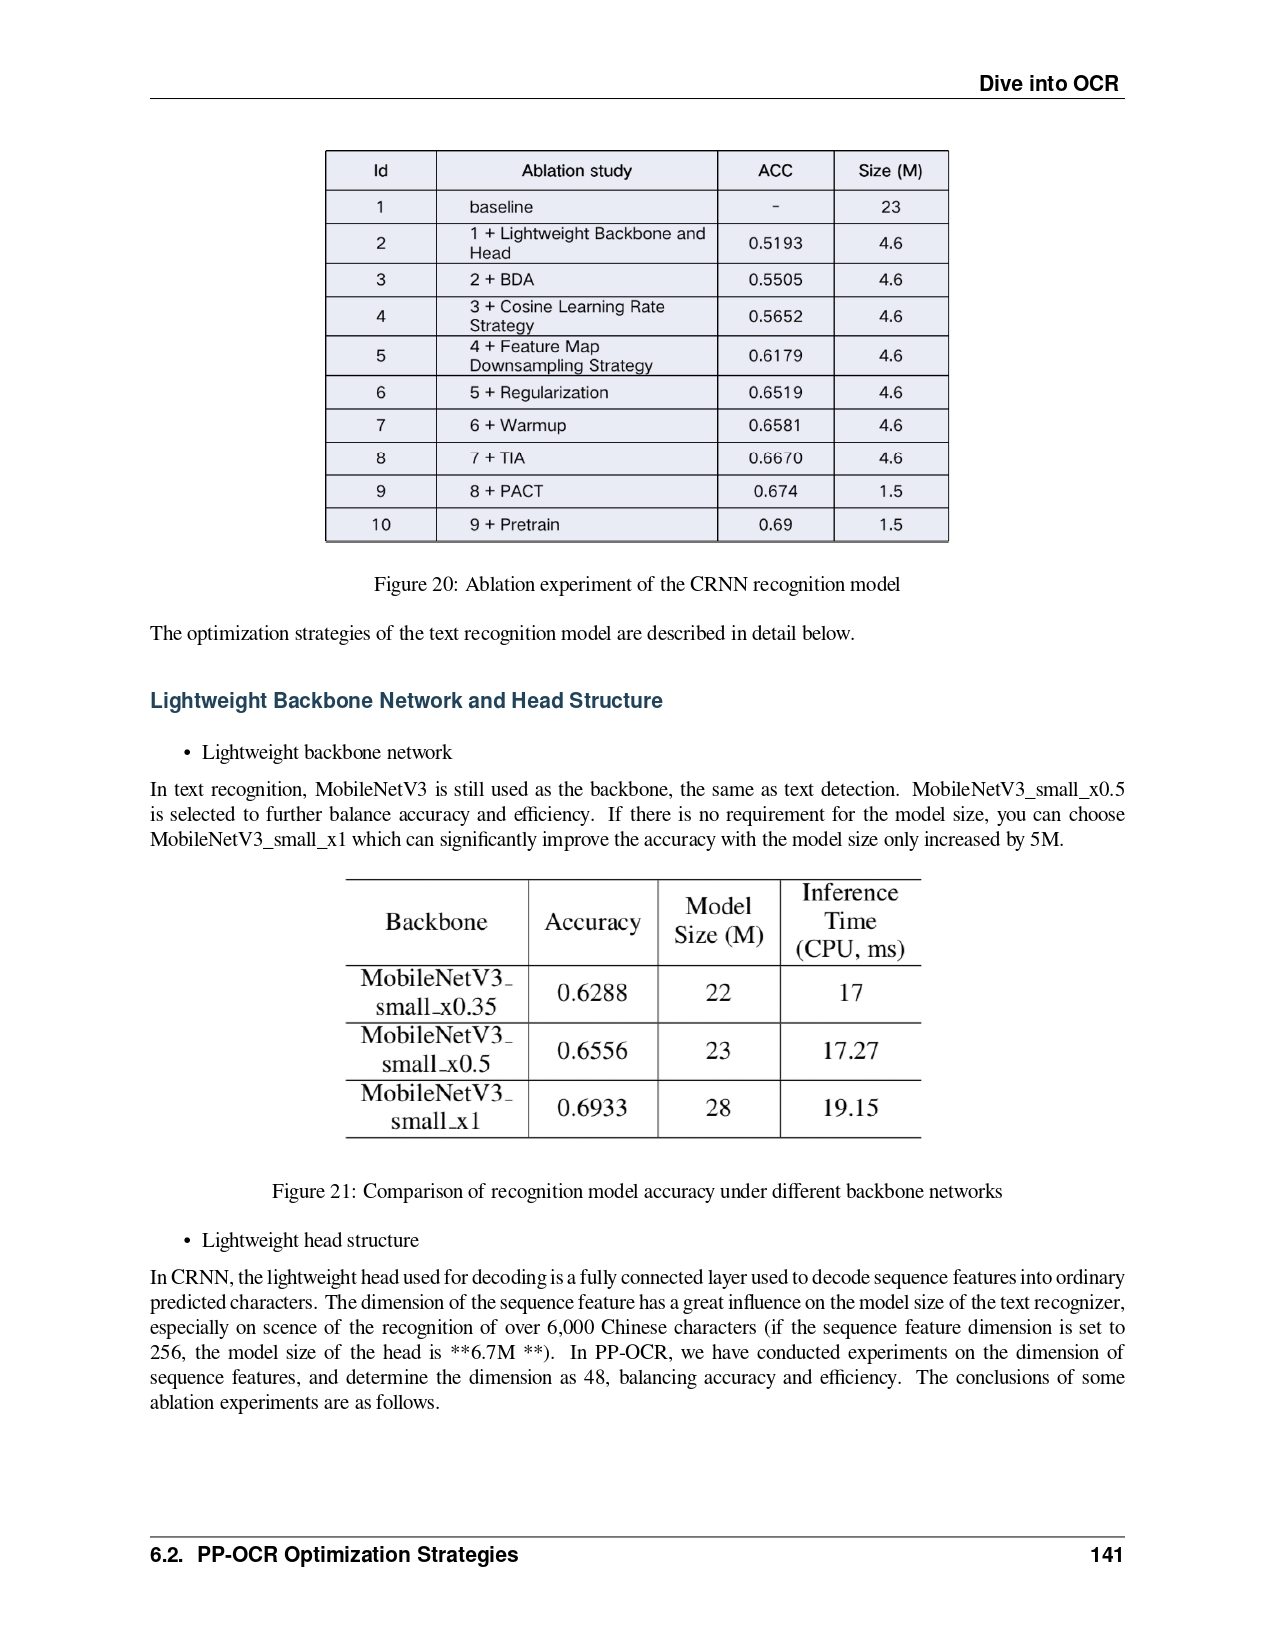 Dive into OCR
Id Ablation study ACC Size (M)
1 baseline - 23
2 1 + Lightweight Backbone and Head 0.5193 4.6
3 2 + BDA 0.5505 4.6
4 3 + Cosine Learning Rate Strategy 0.5652 4.6
5 4 + Feature Map Downsampling Strategy 0.6179 4.6
6 5 + Regularization 0.6519 4.6
7 6 + Warmup 0.6581 4.6
8 7 + TIA 0.6670 4.6
9 8 + PACT 0.674 1.5
10 9 + Pretrain 0.69 1.5
Figure 20: Ablation experiment of the CRNN recognition model
The optimization strategies of the text recognition model are described in detail below.
Lightweight Backbone Network and Head Structure
• Lightweight backbone network
In text recognition, MobileNetV3 is still used as the backbone, the same as text detection. MobileNetV3_small_x0.5
is selected to further balance accuracy and efficiency. If there is no requirement for the model size, you can choose
MobileNetV3_small_x1 which can significantly improve the accuracy with the model size only increased by 5M.
Backbone Accuracy Model Size (M) Inference Time (CPU, ms)
MobileNetV3_small_x0.35 0.6288 22 17
MobileNetV3_small_x0.5 0.6556 23 17.27
MobileNetV3_small_x1 0.6933 28 19.15
Figure 21: Comparison of recognition model accuracy under different backbone networks
• Lightweight head structure
In CRNN, the lightweight head used for decoding is a fully connected layer used to decode sequence features into ordinary
predicted characters. The dimension of the sequence feature has a great influence on the model size of the text recognizer,
especially on scence of the recognition of over 6,000 Chinese characters (if the sequence feature dimension is set to
256, the model size of the head is **6.7M **). In PP-OCR, we have conducted experiments on the dimension of
sequence features, and determine the dimension as 48, balancing accuracy and efficiency. The conclusions of some
ablation experiments are as follows.
6.2. PP-OCR Optimization Strategies 141